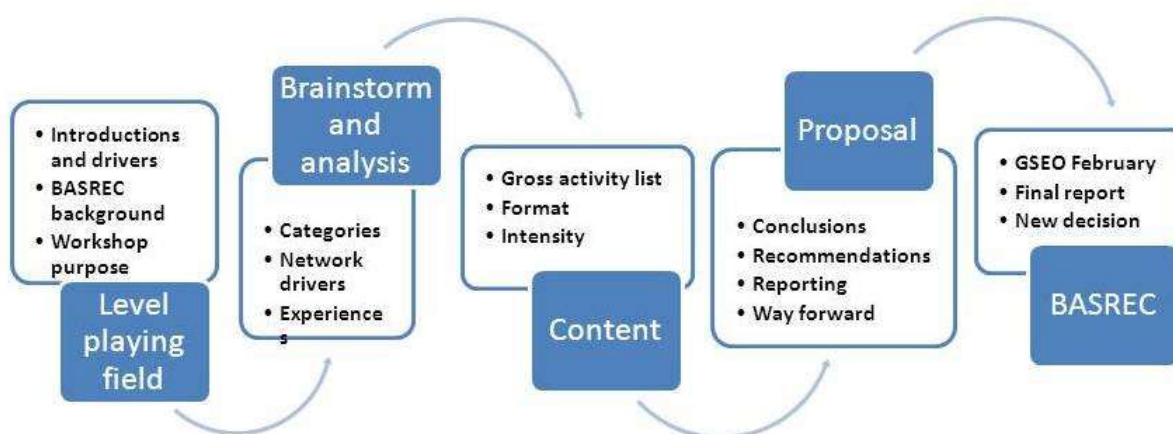 • Introductions
and drivers
• BASREC
background
• Workshop
purpose
Level
playing
field
Brainstorm
and
analysis
• Categories
• Network
drivers
• Experience
s
• Gross activity list
• Format
• Intensity
Content
Proposal
• Conclusions
• Recommendations
• Reporting
• Way forward
• GSEO February
• Final report
• New decision
BASREC